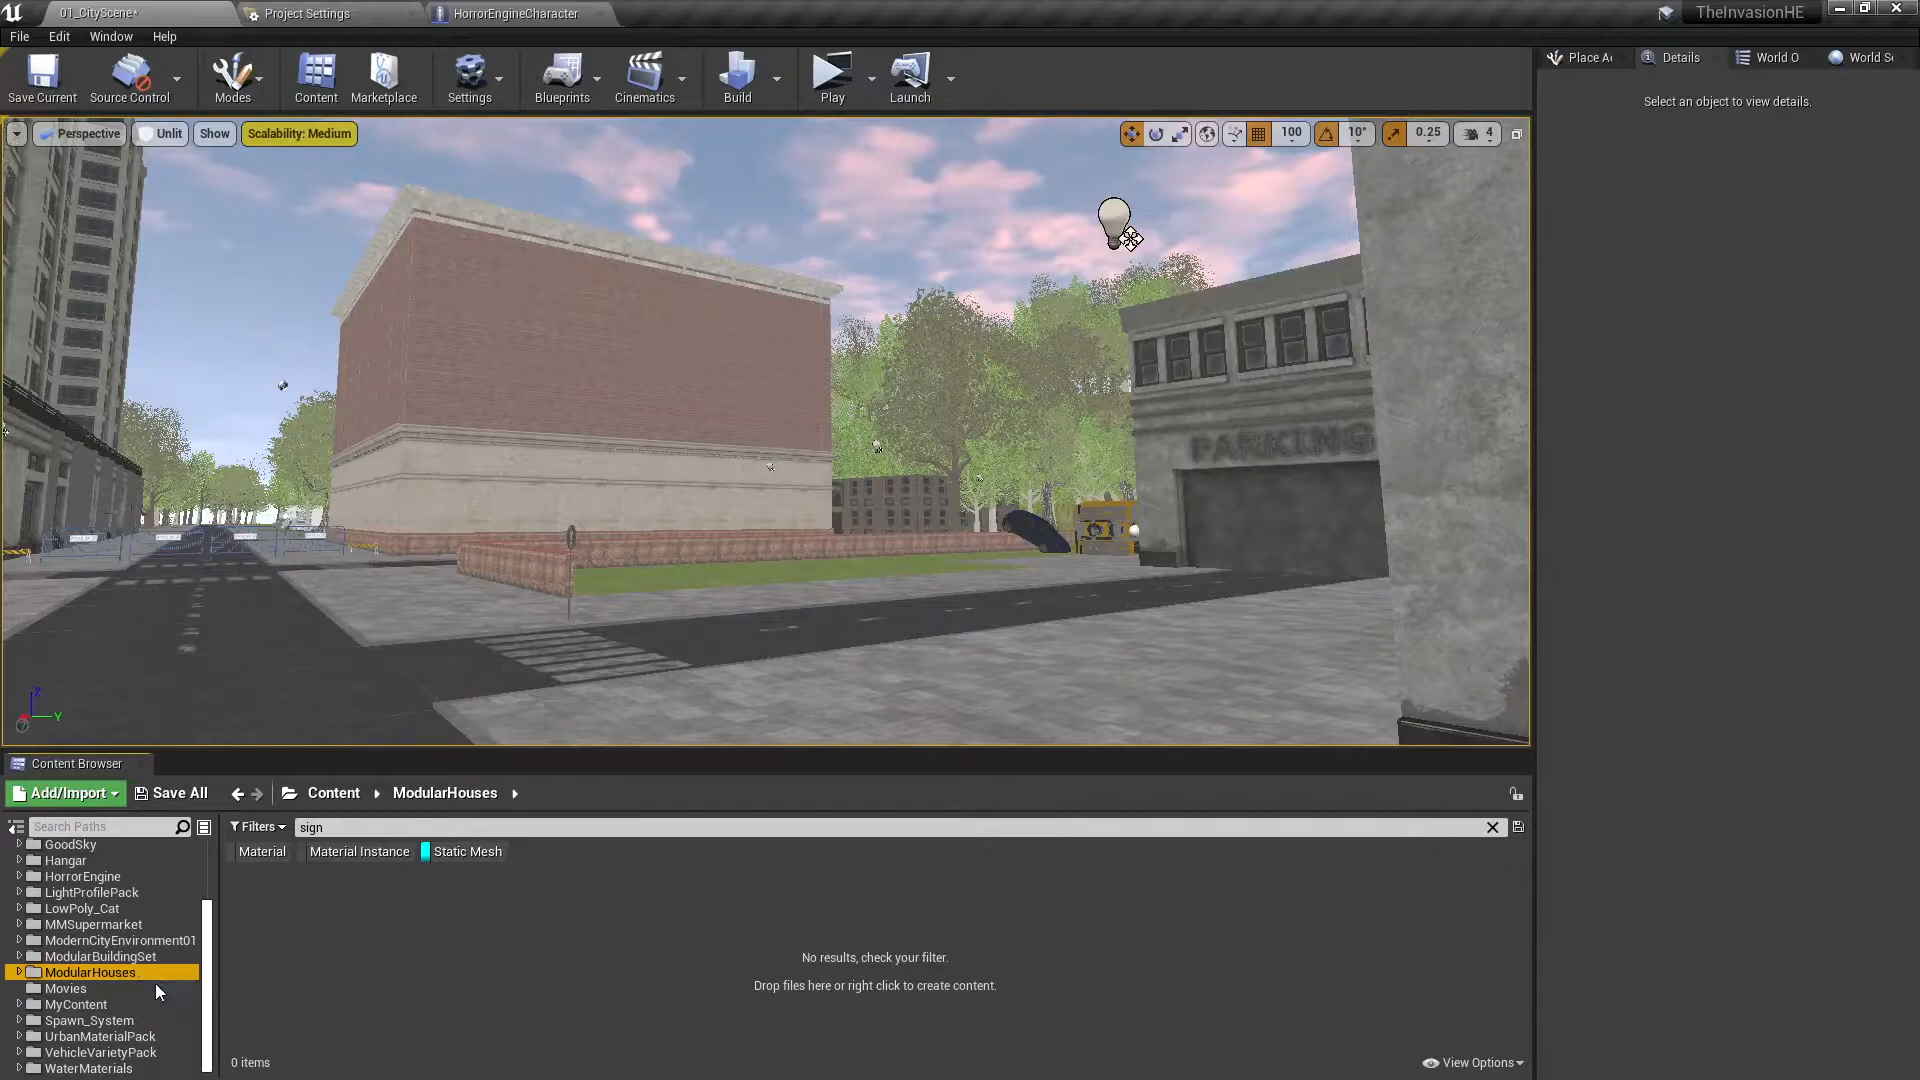 01_CityScene*
Project Settings
HorrorEngineCharacter
TheInvasionHE
File
Edit
Window
Help
Save Current
Source Control
Modes
Content
Marketplace
Settings
Blueprints
Cinematics
Build
Play
Launch
Place Ac
Details
World O
World Se
Select an object to view details.
Perspective
Unlit
Show
Scalability: Medium
100
10°
0.25
4
PARKING
Z
Y
Content Browser
Add/Import
Save All
Content
ModularHouses
Search Paths
Filters
sign
Material
Material Instance
Static Mesh
GoodSky
Hangar
HorrorEngine
LightProfilePack
LowPoly_Cat
MMSupermarket
ModernCityEnvironment01
ModularBuildingSet
ModularHouses
Movies
MyContent
Spawn_System
UrbanMaterialPack
VehicleVarietyPack
WaterMaterials
No results, check your filter.
Drop files here or right click to create content.
0 items
View Options